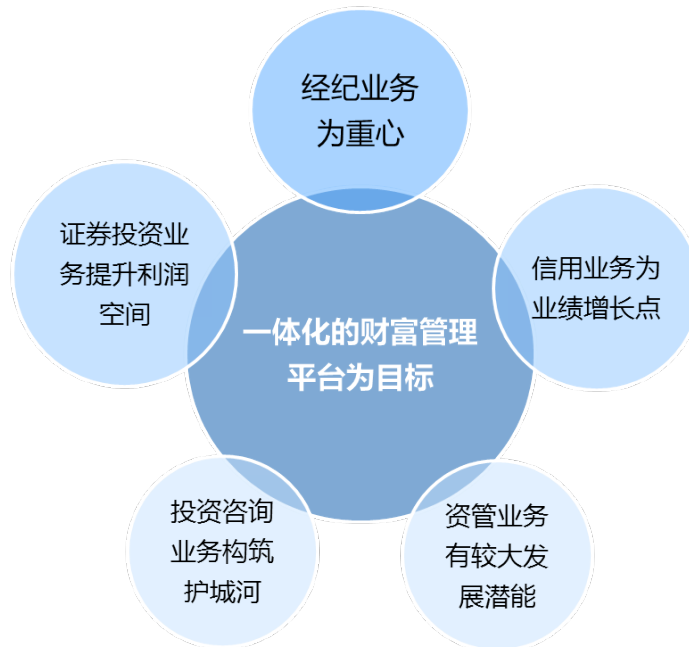 经纪业务
为重心
证券投资业
务提升利润
空间
信用业务为
业绩增长点
一体化的财富管理
平台为目标
投资咨询
业务构筑
护城河
资管业务
有较大发
展潜能